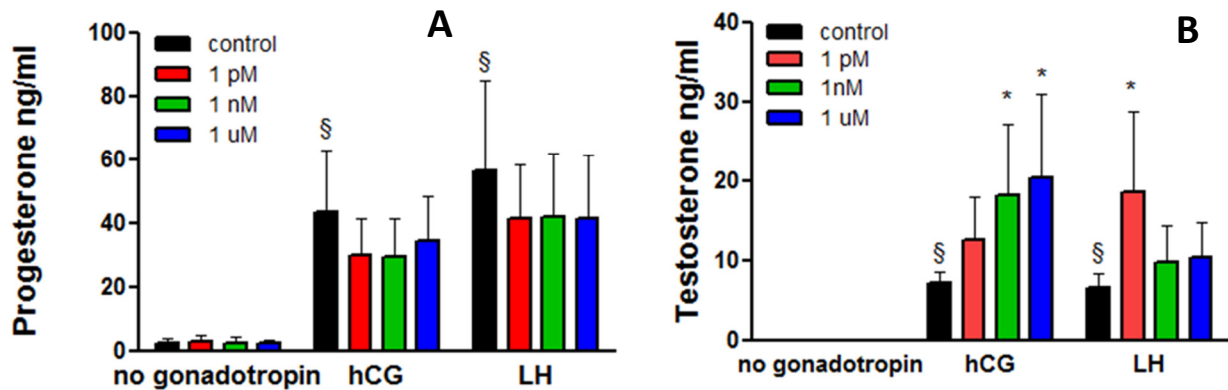 A
Progesterone ng/ml
100
80
60
40
20
0
control
1 pM
1 nM
1 uM
§
§
no gonadotropin
hCG
LH
B
Testosterone ng/ml
40
30
20
10
0
control
1 pM
1nM
1 uM
§
*
*
§
*
no gonadotropin
hCG
LH